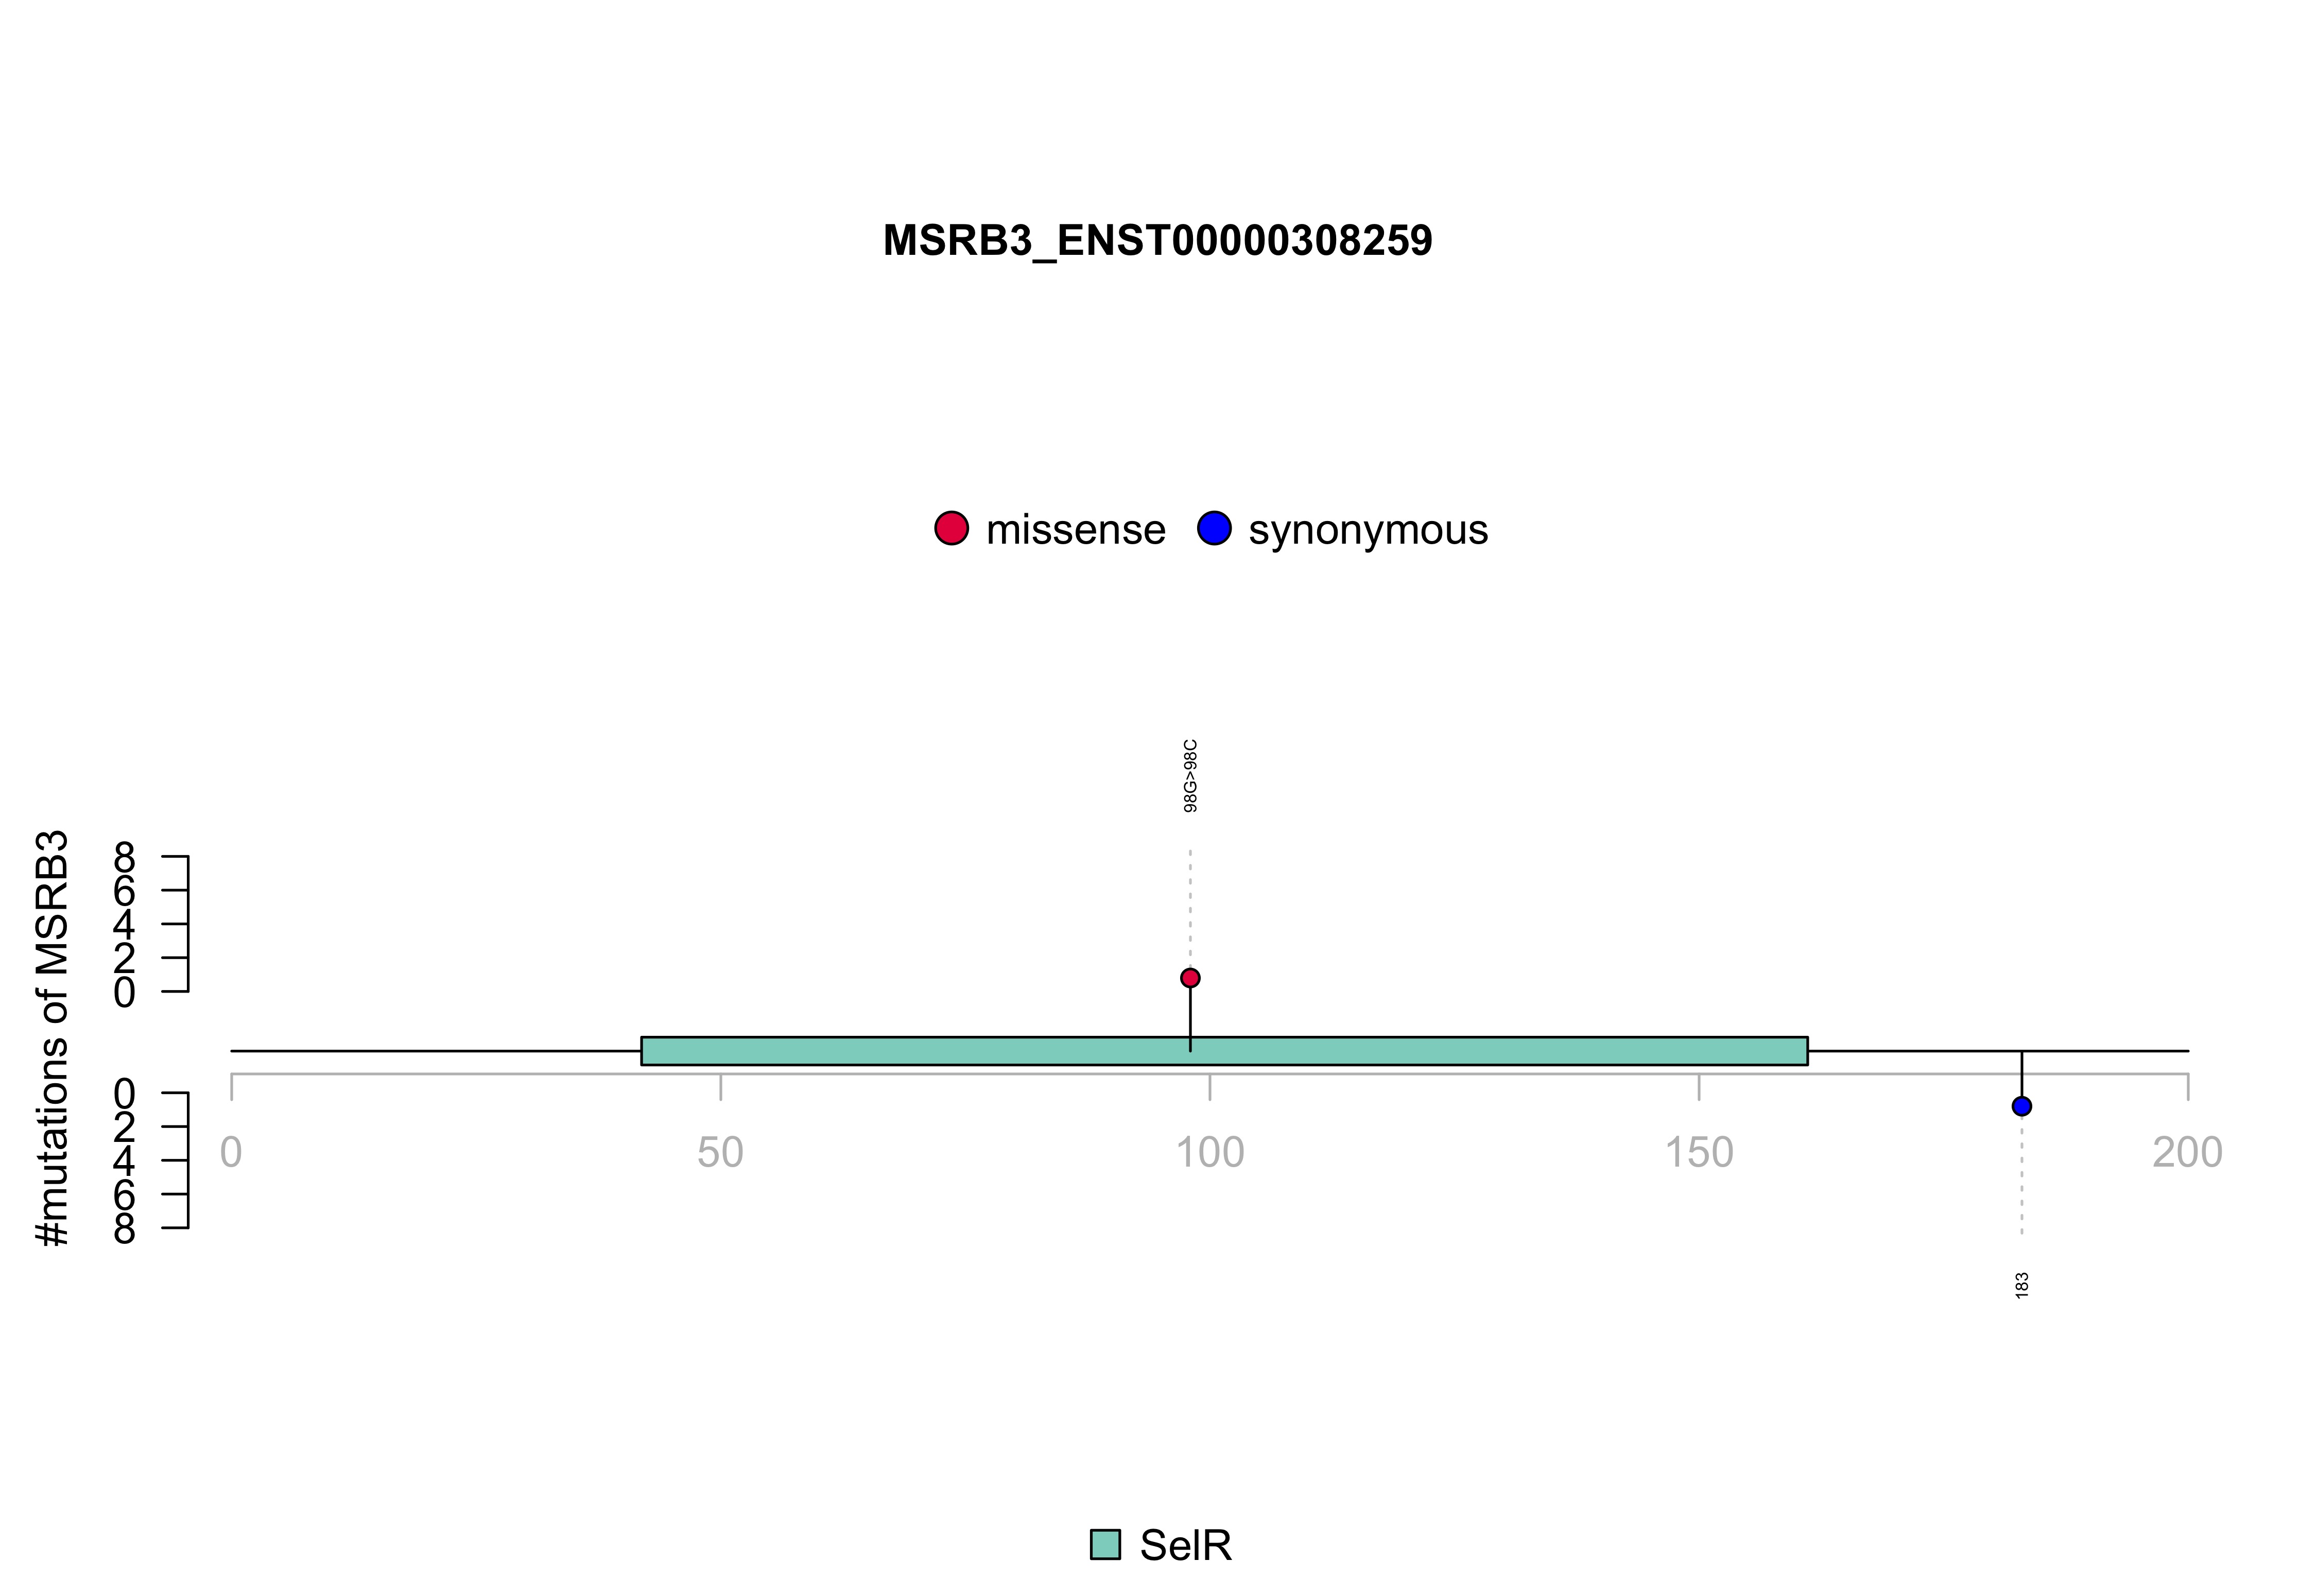 MSRB3_ENST00000308259
missense synonymous
98G>98C
#mutations of MSRB3
8
6
4
2
0
0
2
4
6
8
0 50 100 150 200
183
SelR